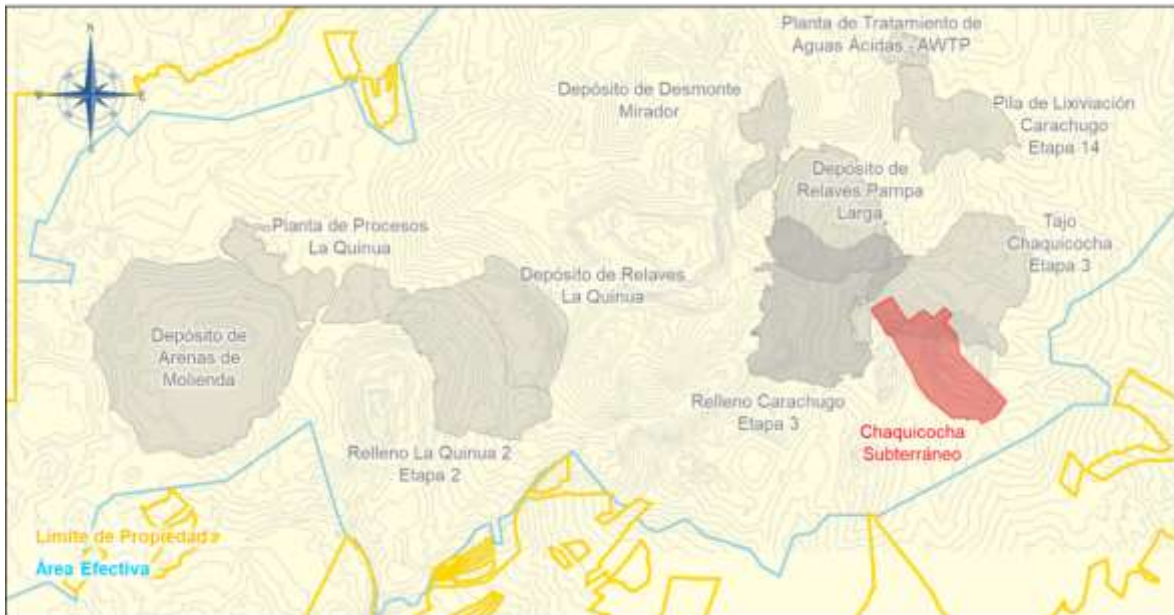 N
Planta de Tratamiento de
Aguas Ácidas - AWTP
Depósito de Desmonte
Mirador
Pila de Lixiviación
Carachugo
Etapa 14
Depósito de
Relaves Pampa
Larga
Planta de Procesos
La Quinua
Tajo
Chaquicocha
Etapa 3
Depósito de Relaves
La Quinua
Depósito de
Arenas de
Molienda
Relleno Carachugo
Etapa 3
Chaquicocha
Subterráneo
Relleno La Quinua 2
Etapa 2
Límite de Propiedad
Área Efectiva